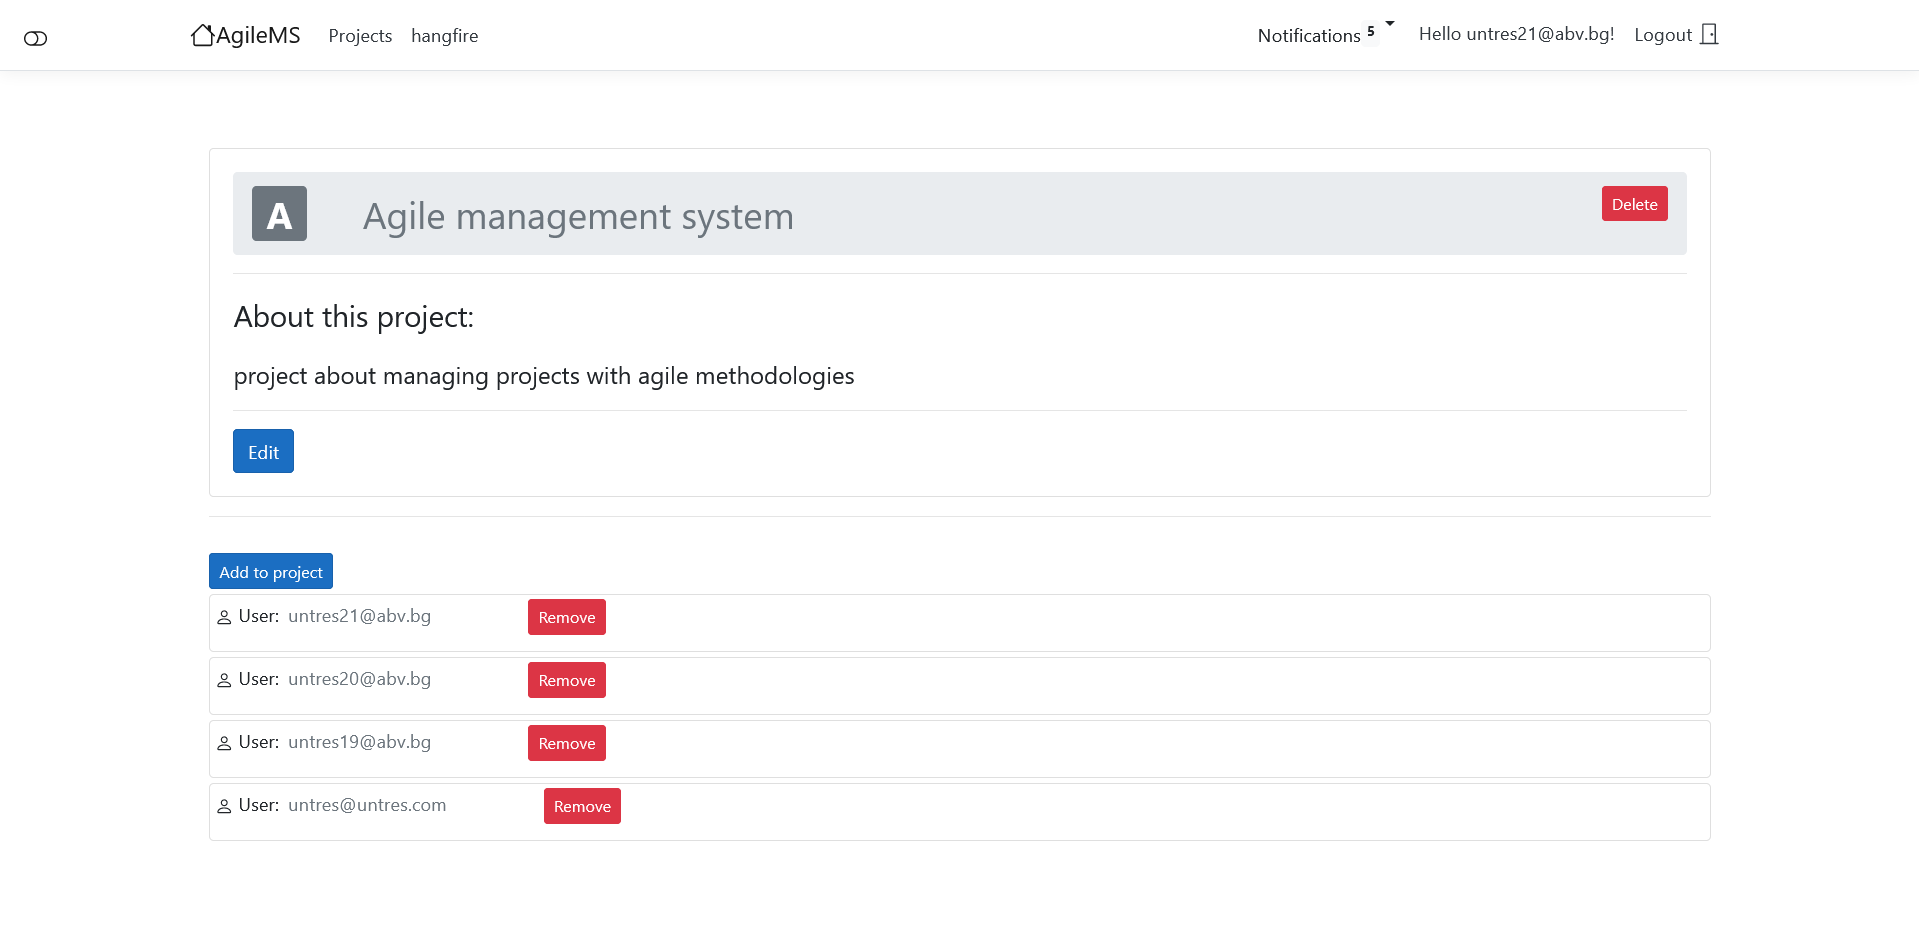 AgileMS Projects hangfire Notifications 5 Hello untres21@abv.bg! Logout
A Agile management system Delete
About this project:
project about managing projects with agile methodologies
Edit
Add to project
User: untres21@abv.bg Remove
User: untres20@abv.bg Remove
User: untres19@abv.bg Remove
User: untres@untres.com Remove